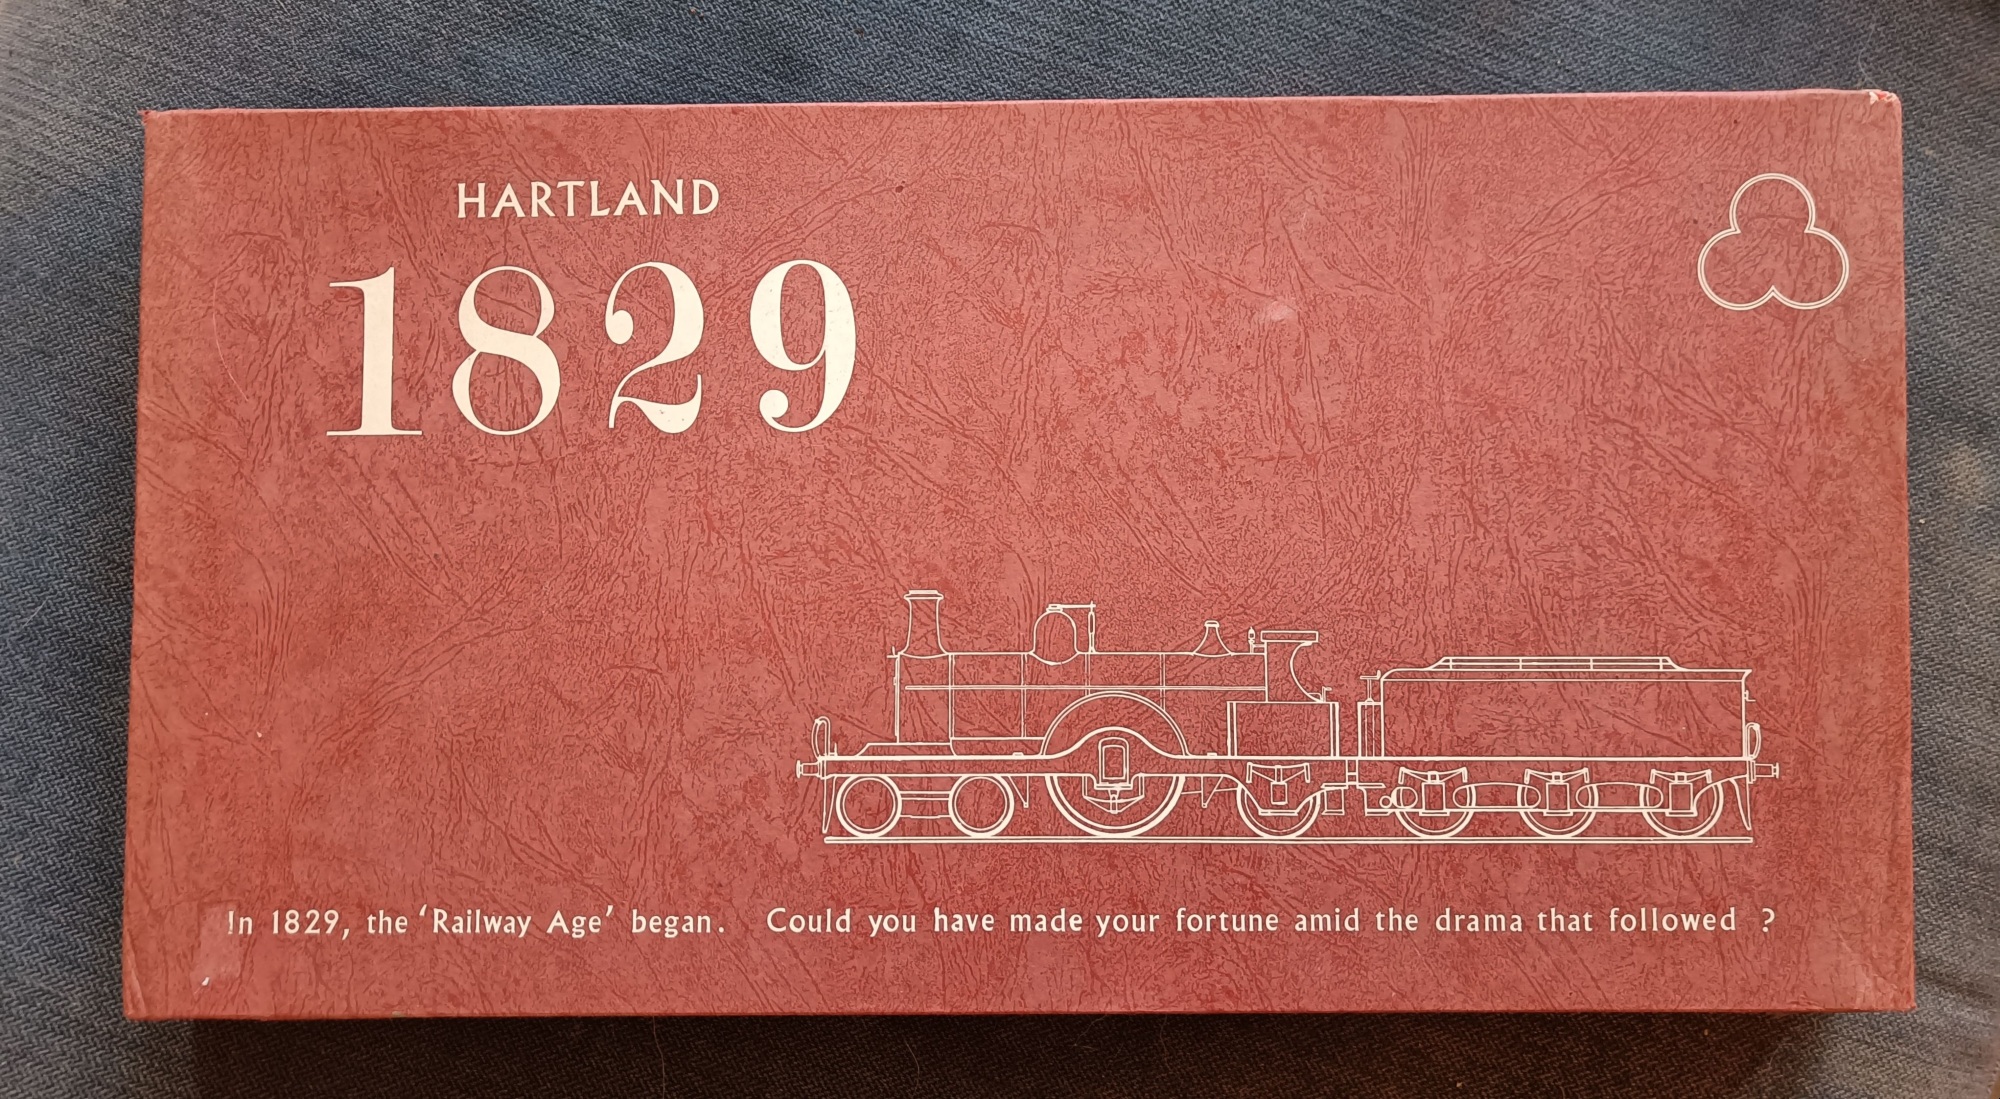 HARTLAND
1829
In 1829, the ‘Railway Age’ began. Could you have made your fortune amid the drama that followed ?